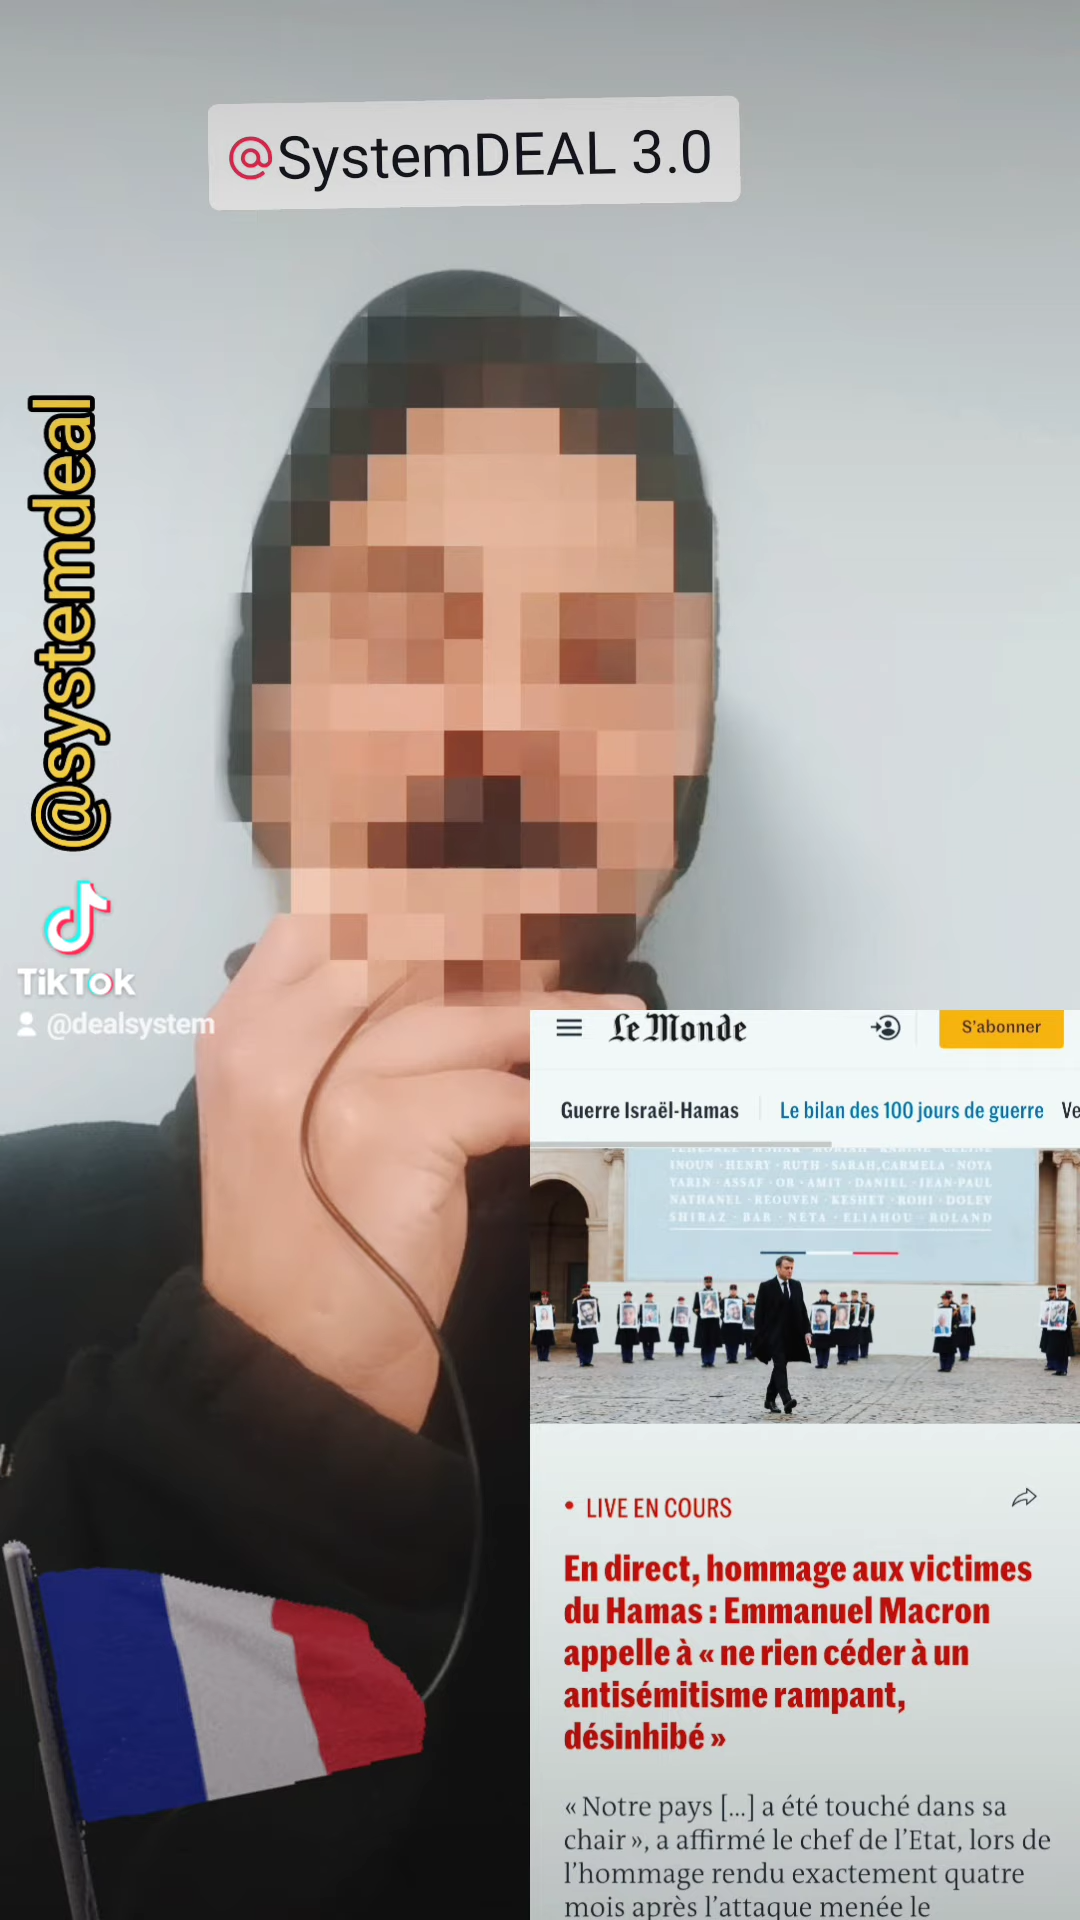 @SystemDEAL 3.0
@systemdeal
TikTok
@dealsystem
Le Monde
S'abonner
Guerre Israël-Hamas
Le bilan des 100 jours de guerre
Ve
INOUN · HENRY · RUTH · SARAH, CARMELA · NOYA
YARIN · ASSAF · OR · AMIT · DANIEL · JEAN-PAUL
NATHANEL · REOUVEN · KESHET · ROHI · DOLEV
SHIRAZ · BAR · NETA · ELIAHOU · ROLAND
• LIVE EN COURS
En direct, hommage aux victimes
du Hamas : Emmanuel Macron
appelle à « ne rien céder à un
antisémitisme rampant,
désinhibé »
« Notre pays [...] a été touché dans sa
chair », a affirmé le chef de l'Etat, lors de
l'hommage rendu exactement quatre
mois après l'attaque menée le